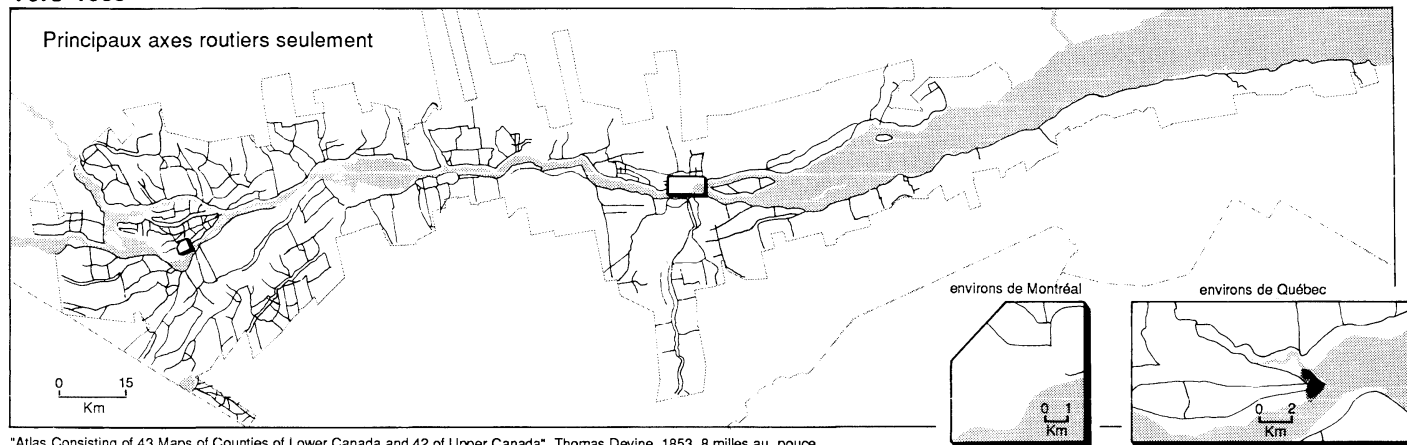 Principaux axes routiers seulement
environs de Montréal
environs de Québec
0 15
Km
0 1
Km
0 2
Km
"Atlas Consisting of 43 Maps of Counties of Lower Canada and 42 of Upper Canada", Thomas Devine, 1853, 8 milles au pouce